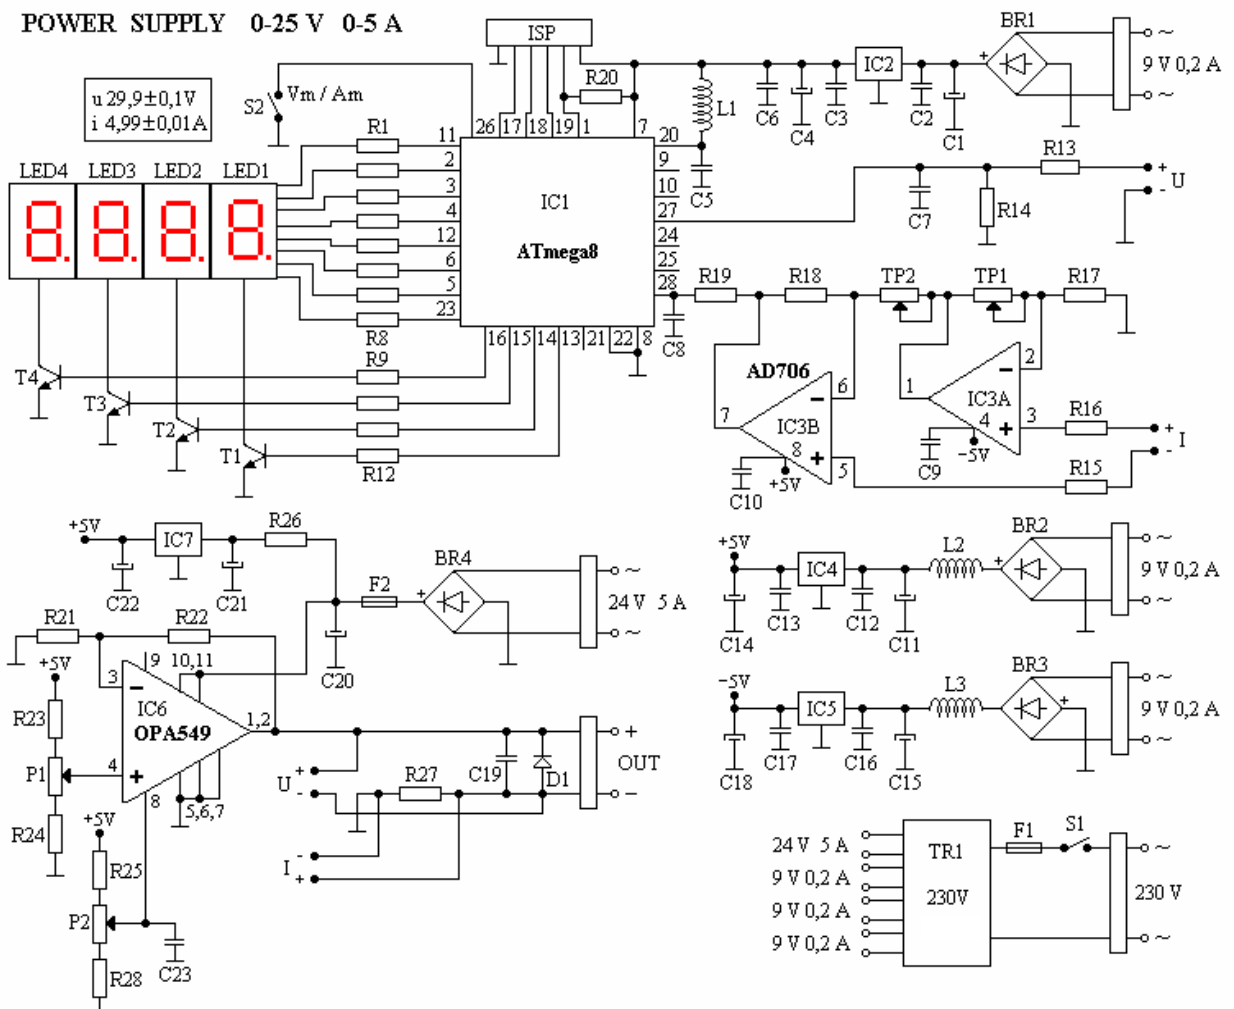 POWER SUPPLY 0-25 V 0-5 A
ISP
BR1
~
9 V 0,2 A
~
+
IC2
R20
L1
C6
C4
C3
C2
C1
u 29,9±0,1V
i 4,99±0,01A
S2
Vm / Am
26
17
18
19
1
7
R1
11
2
3
4
12
6
5
23
R8
20
9
10
27
24
25
28
IC1
ATmega8
16
15
14
13
21
22
8
C5
R13
+
U
-
C7
R14
LED4
LED3
LED2
LED1
8.
8.
8.
8.
R9
R12
T4
T3
T2
T1
C8
R19
R18
TP2
TP1
R17
AD706
6
7
IC3B
8
5
+5V
C10
−
+
2
1
IC3A
4
3
−5V
C9
−
+
R16
R15
+
I
-
+5V
IC7
R26
C22
C21
F2
BR4
+
~
24 V 5 A
~
C20
+5V
IC4
L2
BR2
+
~
9 V 0,2 A
~
C14
C13
C12
C11
−5V
IC5
L3
BR3
+
~
9 V 0,2 A
~
C18
C17
C16
C15
R21
R22
+5V
9
10,11
3
−
IC6
OPA549
1,2
R23
P1
4
+
8
5,6,7
R24
+5V
R25
P2
R28
C23
+
U
-
R27
C19
D1
+
OUT
−
-
I
+
24 V 5 A
9 V 0,2 A
9 V 0,2 A
9 V 0,2 A
TR1
230V
F1
S1
~
230 V
~